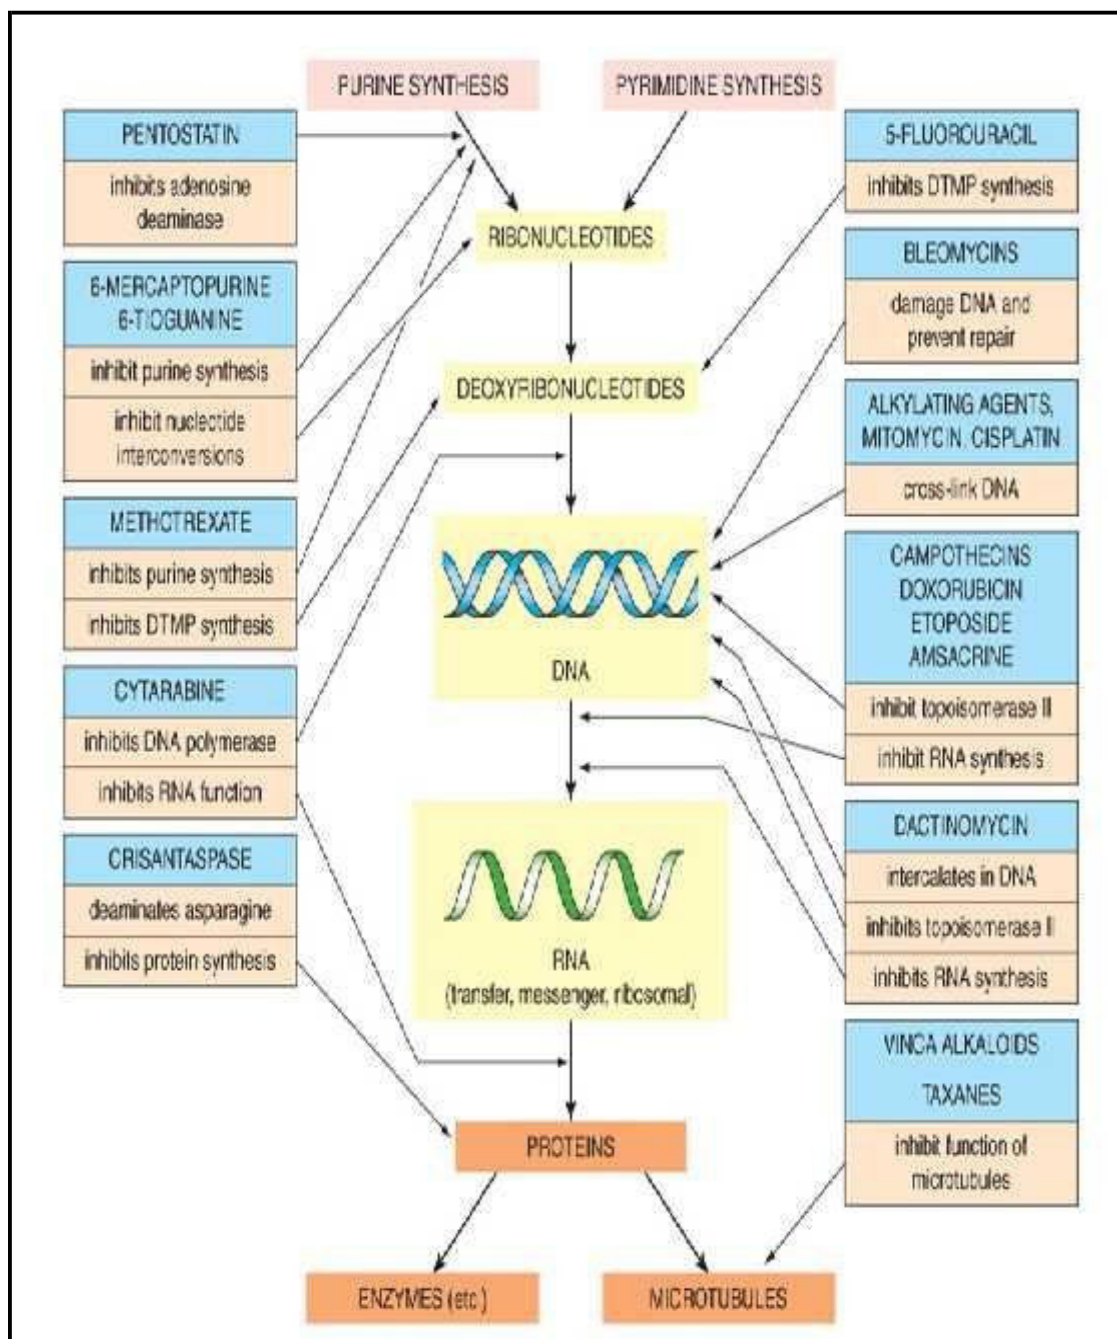 PURINE SYNTHESIS
PYRIMIDINE SYNTHESIS
PENTOSTATIN
inhibits adenosine
deaminase
6-MERCAPTOPURINE
6-TIOGUANINE
inhibit purine synthesis
inhibit nucleotide
interconversions
METHOTREXATE
inhibits purine synthesis
inhibits DTMP synthesis
CYTARABINE
inhibits DNA polymerase
inhibits RNA function
CRISANTASPASE
deaminates asparagine
inhibits protein synthesis
RIBONUCLEOTIDES
DEOXYRIBONUCLEOTIDES
DNA
RNA
(transfer, messenger, ribosomal)
PROTEINS
ENZYMES (etc.)
MICROTUBULES
5-FLUOROURACIL
inhibits DTMP synthesis
BLEOMYCINS
damage DNA and
prevent repair
ALKYLATING AGENTS,
MITOMYCIN, CISPLATIN
cross-link DNA
CAMPOTHECINS
DOXORUBICIN
ETOPOSIDE
AMSACRINE
inhibit topoisomerase II
inhibit RNA synthesis
DACTINOMYCIN
intercalates in DNA
inhibits topoisomerase II
inhibits RNA synthesis
VINCA ALKALOIDS
TAXANES
inhibit function of
microtubules